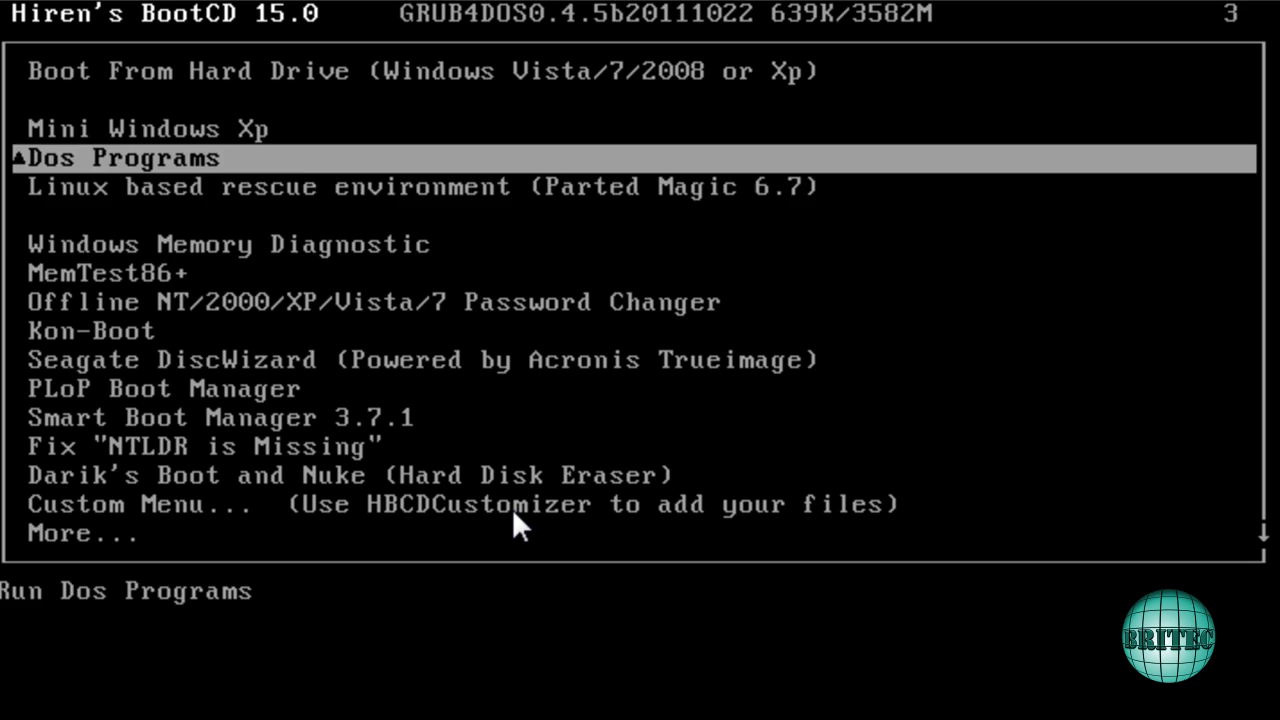 Hiren's BootCD 15.0 GRUB4DOS0.4.5b20111022 639K/3582M 3
Boot From Hard Drive (Windows Vista/7/2008 or Xp)
Mini Windows Xp
Dos Programs
Linux based rescue environment (Parted Magic 6.7)
Windows Memory Diagnostic
MemTest86+
Offline NT/2000/XP/Vista/7 Password Changer
Kon-Boot
Seagate DiscWizard (Powered by Acronis Trueimage)
PLoP Boot Manager
Smart Boot Manager 3.7.1
Fix "NTLDR is Missing"
Darik's Boot and Nuke (Hard Disk Eraser)
Custom Menu... (Use HBCDCustomizer to add your files)
More...
Run Dos Programs
BRITEC